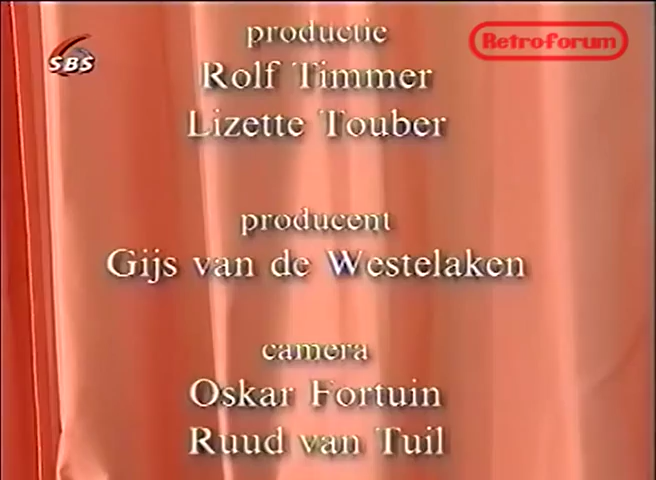 productie
SBS
Retroforum
Rolf Timmer
Lizette Touber
producent
Gijs van de Westelaken
camera
Oskar Fortuin
Ruud van Tuil